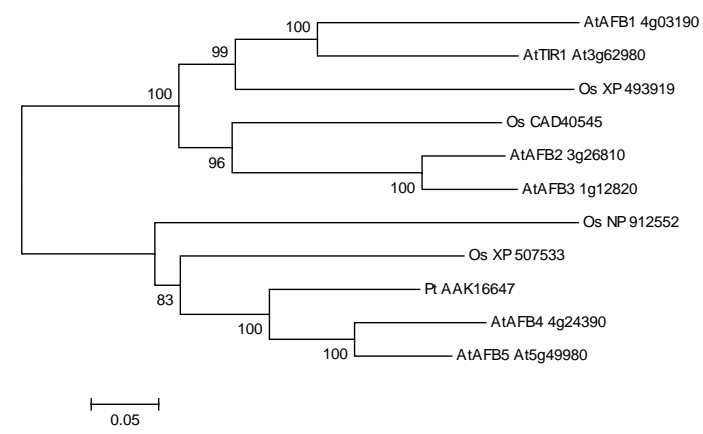 100
AtAFB1 4g03190
99
AtTIR1 At3g62980
100
Os XP 493919
Os CAD40545
96
AtAFB2 3g26810
100
AtAFB3 1g12820
Os NP 912552
Os XP 507533
83
Pt AAK16647
100
AtAFB4 4g24390
100
AtAFB5 At5g49980
0.05